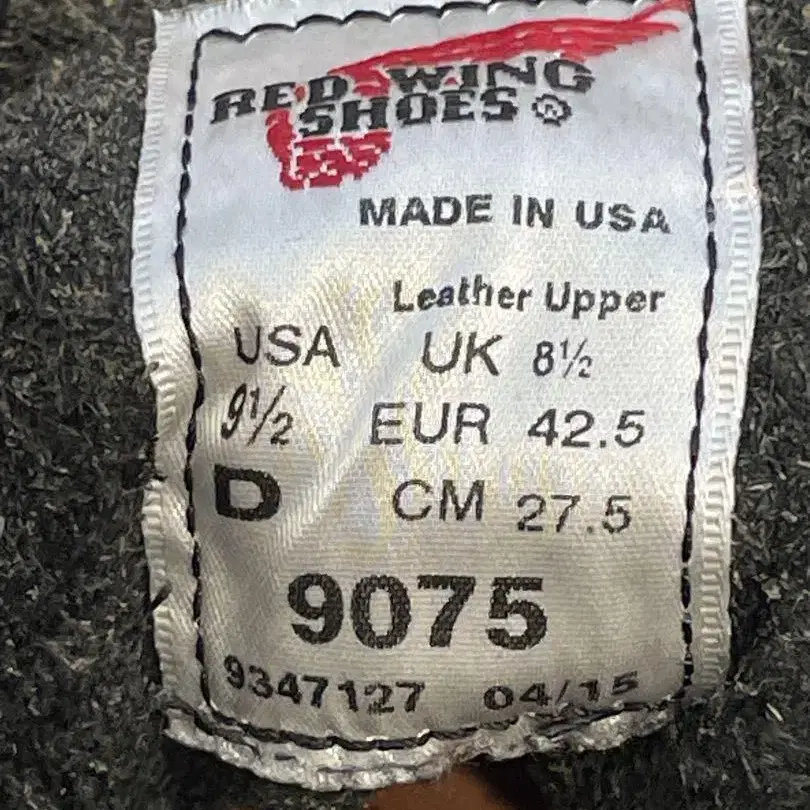 RED WING
SHOES ®
MADE IN USA
Leather Upper
USA UK 8½
9½ EUR 42.5
D CM 27.5
9075
9347127 04/15